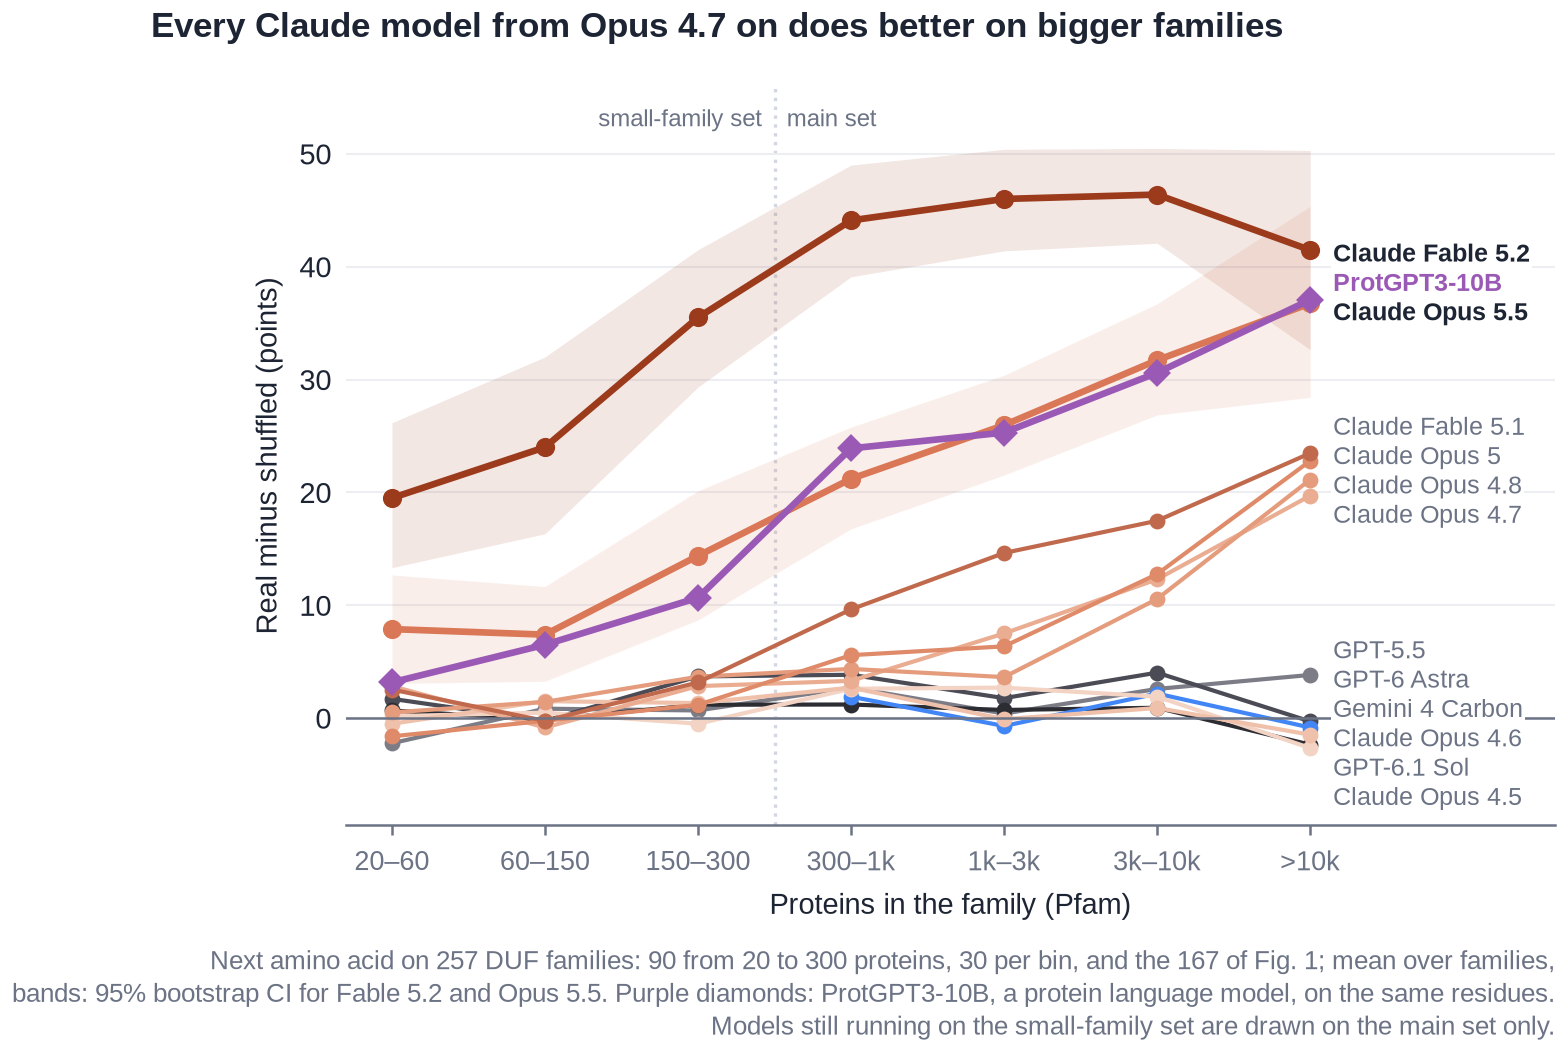 Every Claude model from Opus 4.7 on does better on bigger families
small-family set
main set
50
40
30
20
10
0
Real minus shuffled (points)
Claude Fable 5.2
ProtGPT3-10B
Claude Opus 5.5
Claude Fable 5.1
Claude Opus 5
Claude Opus 4.8
Claude Opus 4.7
GPT-5.5
GPT-6 Astra
Gemini 4 Carbon
Claude Opus 4.6
GPT-6.1 Sol
Claude Opus 4.5
20–60
60–150
150–300
300–1k
1k–3k
3k–10k
>10k
Proteins in the family (Pfam)
Next amino acid on 257 DUF families: 90 from 20 to 300 proteins, 30 per bin, and the 167 of Fig. 1; mean over families,
bands: 95% bootstrap CI for Fable 5.2 and Opus 5.5. Purple diamonds: ProtGPT3-10B, a protein language model, on the same residues.
Models still running on the small-family set are drawn on the main set only.